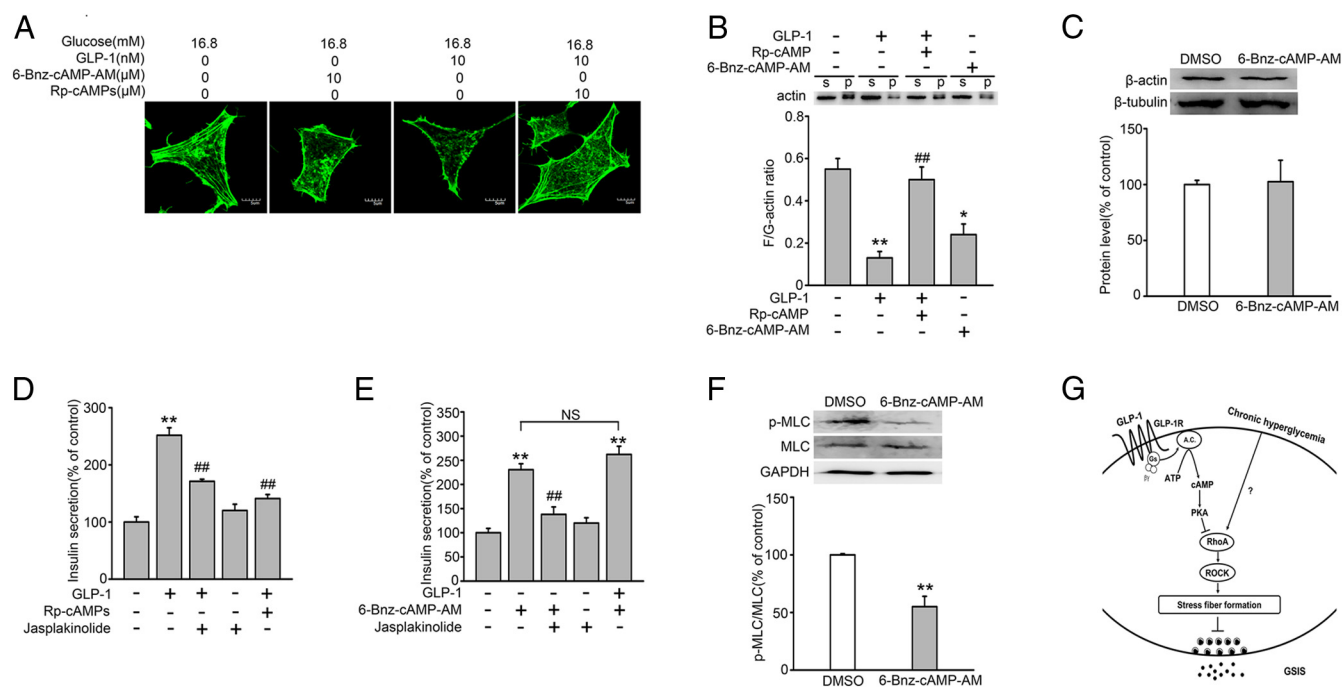 A
Glucose(mM) 16.8 16.8 16.8 16.8
GLP-1(nM) 0 0 10 10
6-Bnz-cAMP-AM(μM) 0 10 0 0
Rp-cAMPs(μM) 0 0 0 10
5um 5um 5um 5um
B
GLP-1 - + + -
Rp-cAMP - - + -
6-Bnz-cAMP-AM - - - +
s p s p s p s p
actin
F/G-actin ratio
0.8
0.6
0.4
0.2
0
** ## *
GLP-1 - + + -
Rp-cAMP - - + -
6-Bnz-cAMP-AM - - - +
C
DMSO 6-Bnz-cAMP-AM
β-actin
β-tubulin
Protein level(% of control)
150
100
50
0
DMSO 6-Bnz-cAMP-AM
D
Insulin secretion(% of control)
300
200
100
0
** ## ##
GLP-1 - + + - +
Rp-cAMPs - - - - +
Jasplakinolide - - + + -
E
Insulin secretion(% of control)
350
300
250
200
150
100
50
0
NS
** ## **
GLP-1 - - - - +
6-Bnz-cAMP-AM - + + - +
Jasplakinolide - - + + -
F
DMSO 6-Bnz-cAMP-AM
p-MLC
MLC
GAPDH
p-MLC/MLC(% of control)
150
100
50
0
**
DMSO 6-Bnz-cAMP-AM
G
GLP-1
GLP-1R
Chronic hyperglycemia
A.C.
Gs
βγ
ATP
cAMP
?
PKA
RhoA
ROCK
Stress fiber formation
GSIS